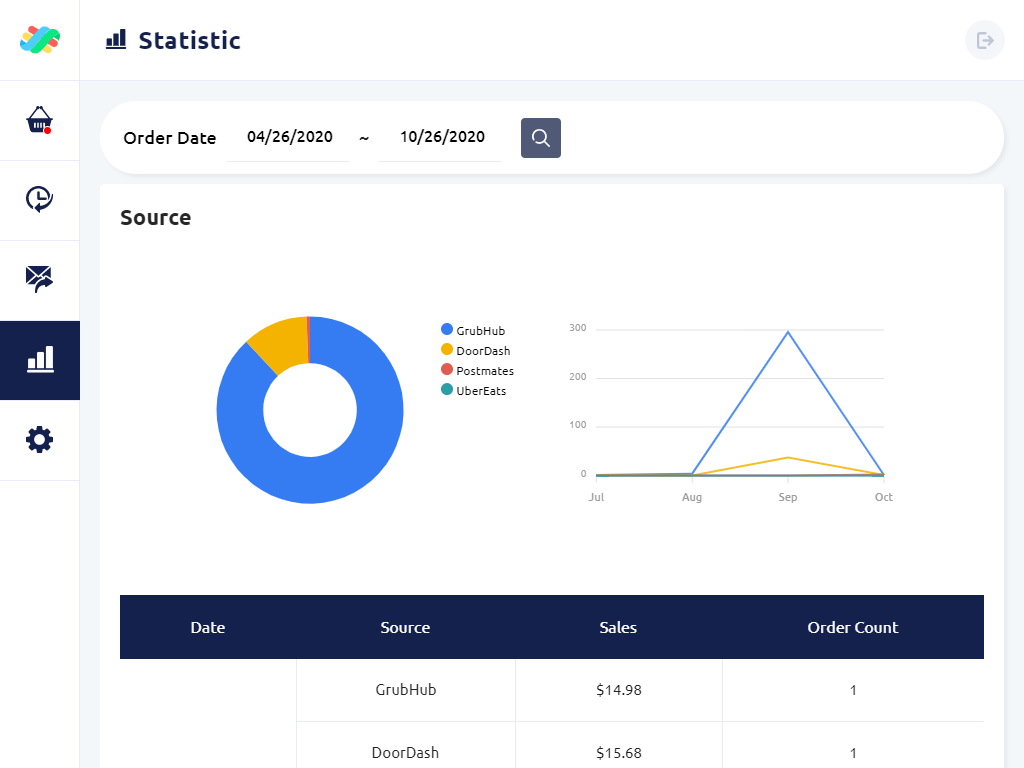 Statistic
Order Date 04/26/2020 ~ 10/26/2020
Source
GrubHub
DoorDash
Postmates
UberEats
300
200
100
0
Jul Aug Sep Oct
Date Source Sales Order Count
GrubHub $14.98 1
DoorDash $15.68 1